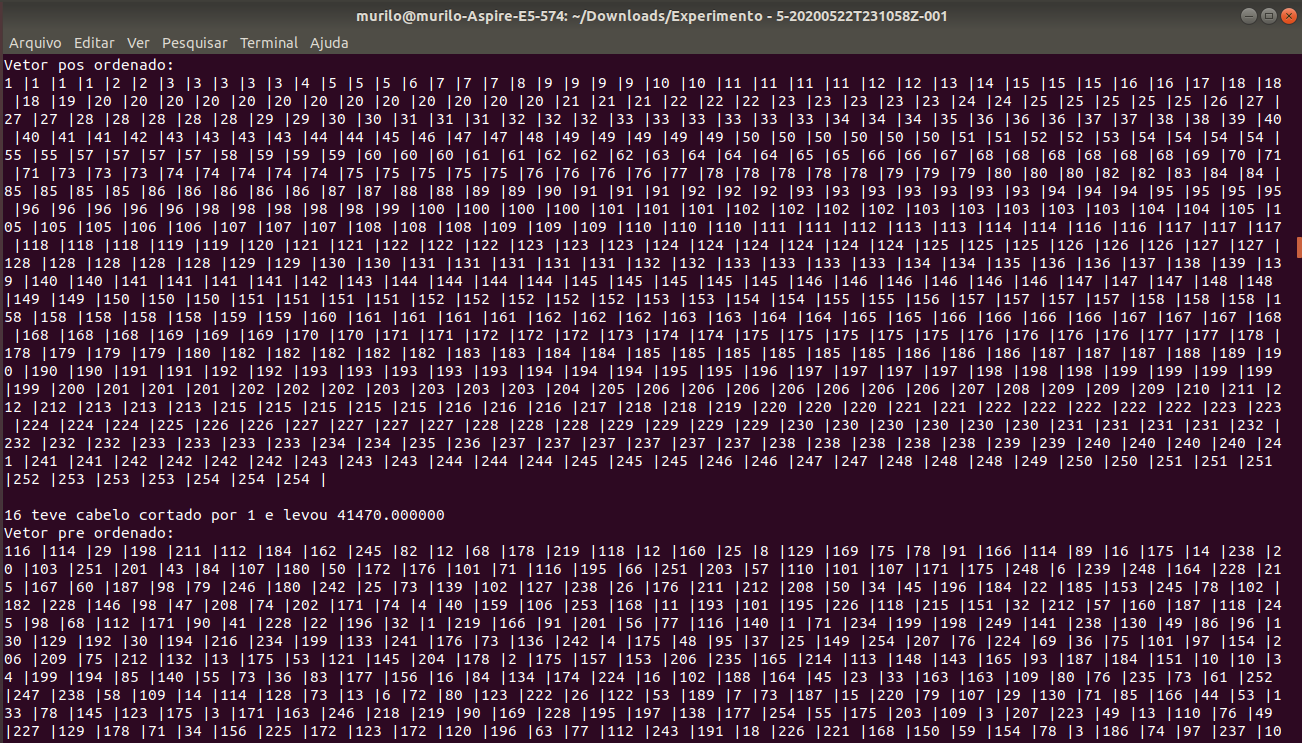 murilo@murilo-Aspire-E5-574: ~/Downloads/Experimento - 5-20200522T231058Z-001
Arquivo Editar Ver Pesquisar Terminal Ajuda
Vetor pos ordenado:
1 |1 |1 |1 |2 |2 |3 |3 |3 |3 |3 |4 |5 |5 |5 |6 |7 |7 |7 |8 |9 |9 |9 |9 |10 |10 |11 |11 |11 |11 |12 |12 |13 |14 |15 |15 |15 |16 |16 |17 |18 |18
|18 |19 |20 |20 |20 |20 |20 |20 |20 |20 |20 |20 |20 |20 |21 |21 |21 |22 |22 |22 |23 |23 |23 |23 |23 |24 |24 |25 |25 |25 |25 |25 |26 |27 |
27 |27 |28 |28 |28 |28 |28 |29 |29 |30 |30 |31 |31 |31 |32 |32 |32 |33 |33 |33 |33 |33 |33 |34 |34 |34 |35 |36 |36 |36 |37 |37 |38 |38 |39 |40
|40 |41 |41 |42 |43 |43 |43 |43 |44 |44 |45 |46 |47 |47 |48 |49 |49 |49 |49 |49 |50 |50 |50 |50 |50 |50 |51 |51 |52 |52 |53 |54 |54 |54 |54 |
55 |55 |57 |57 |57 |57 |58 |59 |59 |59 |60 |60 |60 |61 |61 |62 |62 |62 |63 |64 |64 |64 |65 |65 |66 |66 |67 |68 |68 |68 |68 |68 |68 |69 |70 |71
|71 |73 |73 |73 |74 |74 |74 |74 |74 |75 |75 |75 |75 |75 |76 |76 |76 |76 |77 |78 |78 |78 |78 |78 |79 |79 |79 |80 |80 |80 |82 |82 |83 |84 |84 |
85 |85 |85 |85 |86 |86 |86 |86 |86 |87 |87 |88 |88 |89 |89 |90 |91 |91 |91 |92 |92 |92 |93 |93 |93 |93 |93 |93 |93 |94 |94 |94 |95 |95 |95 |95
|96 |96 |96 |96 |96 |98 |98 |98 |98 |98 |99 |100 |100 |100 |100 |101 |101 |101 |102 |102 |102 |102 |103 |103 |103 |103 |103 |104 |104 |105 |1
05 |105 |105 |106 |106 |107 |107 |107 |108 |108 |108 |109 |109 |109 |110 |110 |110 |111 |111 |112 |113 |113 |114 |114 |116 |116 |117 |117 |117
|118 |118 |118 |119 |119 |120 |121 |121 |122 |122 |122 |123 |123 |123 |124 |124 |124 |124 |124 |124 |125 |125 |125 |126 |126 |126 |127 |127 |
128 |128 |128 |128 |128 |129 |129 |130 |130 |131 |131 |131 |131 |131 |132 |132 |133 |133 |133 |133 |134 |134 |135 |136 |136 |137 |138 |139 |13
9 |140 |140 |141 |141 |141 |141 |142 |143 |144 |144 |144 |144 |145 |145 |145 |145 |145 |146 |146 |146 |146 |146 |146 |147 |147 |147 |148 |148
|149 |149 |150 |150 |150 |151 |151 |151 |151 |152 |152 |152 |152 |152 |153 |153 |154 |154 |155 |155 |156 |157 |157 |157 |157 |158 |158 |158 |1
58 |158 |158 |158 |158 |159 |159 |160 |161 |161 |161 |161 |162 |162 |162 |163 |163 |164 |164 |165 |165 |166 |166 |166 |166 |167 |167 |167 |168
|168 |168 |168 |169 |169 |169 |170 |170 |171 |171 |172 |172 |172 |173 |174 |174 |175 |175 |175 |175 |175 |176 |176 |176 |176 |177 |177 |178 |
178 |179 |179 |179 |180 |182 |182 |182 |182 |182 |183 |183 |184 |184 |185 |185 |185 |185 |185 |185 |186 |186 |186 |187 |187 |187 |188 |189 |19
0 |190 |190 |191 |191 |192 |192 |193 |193 |193 |193 |193 |194 |194 |194 |195 |195 |196 |197 |197 |197 |197 |198 |198 |198 |199 |199 |199 |199
|199 |200 |201 |201 |201 |202 |202 |202 |203 |203 |203 |203 |204 |205 |206 |206 |206 |206 |206 |206 |206 |207 |208 |209 |209 |209 |210 |211 |2
12 |212 |213 |213 |213 |215 |215 |215 |215 |215 |216 |216 |216 |217 |218 |218 |219 |220 |220 |220 |221 |221 |222 |222 |222 |222 |222 |223 |223
|224 |224 |224 |225 |226 |226 |227 |227 |227 |227 |227 |228 |228 |228 |229 |229 |229 |229 |230 |230 |230 |230 |230 |231 |231 |231 |231 |232 |
232 |232 |232 |233 |233 |233 |233 |234 |234 |235 |236 |237 |237 |237 |237 |237 |237 |238 |238 |238 |238 |238 |239 |239 |240 |240 |240 |240 |24
1 |241 |241 |242 |242 |242 |242 |243 |243 |243 |243 |244 |244 |244 |245 |245 |245 |246 |246 |247 |247 |248 |248 |248 |249 |250 |250 |251 |251 |251
|252 |253 |253 |253 |254 |254 |254 |
16 teve cabelo cortado por 1 e levou 41470.000000
Vetor pre ordenado:
116 |114 |29 |198 |211 |112 |184 |162 |245 |82 |12 |68 |178 |219 |118 |12 |160 |25 |8 |129 |169 |75 |78 |91 |166 |114 |89 |16 |175 |14 |238 |2
0 |103 |251 |201 |43 |84 |107 |180 |50 |172 |176 |101 |71 |116 |195 |66 |251 |203 |57 |110 |101 |107 |171 |175 |248 |6 |239 |248 |164 |228 |21
5 |167 |60 |187 |98 |79 |246 |180 |242 |25 |73 |139 |102 |127 |238 |26 |176 |211 |212 |208 |50 |34 |45 |196 |184 |22 |185 |153 |245 |78 |102 |
182 |228 |146 |98 |47 |208 |74 |202 |171 |74 |4 |40 |159 |106 |253 |168 |11 |193 |101 |195 |226 |118 |215 |151 |32 |212 |57 |160 |187 |118 |24
5 |98 |68 |112 |171 |90 |41 |228 |22 |196 |32 |1 |219 |166 |91 |201 |56 |77 |116 |140 |1 |71 |234 |199 |198 |249 |141 |238 |130 |49 |86 |96 |1
30 |129 |192 |30 |194 |216 |234 |199 |133 |241 |176 |73 |136 |242 |4 |175 |48 |95 |37 |25 |149 |254 |207 |76 |224 |69 |36 |75 |101 |97 |154 |2
06 |209 |75 |212 |132 |13 |175 |53 |121 |145 |204 |178 |2 |175 |157 |153 |206 |235 |165 |214 |113 |148 |143 |165 |93 |187 |184 |151 |10 |10 |3
4 |199 |194 |85 |140 |55 |73 |36 |83 |177 |156 |16 |84 |134 |174 |224 |16 |102 |188 |164 |45 |23 |33 |163 |163 |109 |80 |76 |235 |73 |61 |252
|247 |238 |58 |109 |14 |114 |128 |73 |13 |6 |72 |80 |123 |222 |26 |122 |53 |189 |7 |73 |187 |15 |220 |79 |107 |29 |130 |71 |85 |166 |44 |53 |1
33 |78 |145 |123 |175 |3 |171 |163 |246 |218 |219 |90 |169 |228 |195 |197 |138 |177 |254 |55 |175 |203 |109 |3 |207 |223 |49 |13 |110 |76 |49
|227 |129 |178 |71 |34 |156 |225 |172 |123 |172 |120 |196 |63 |77 |112 |243 |191 |18 |226 |221 |168 |150 |59 |154 |78 |3 |186 |74 |97 |237 |10